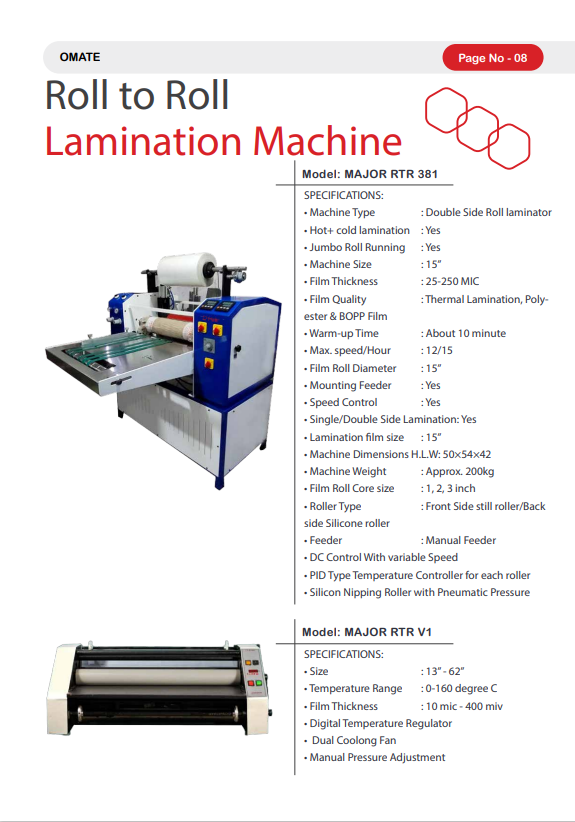 OMATE
Page No - 08
Roll to Roll
Lamination Machine
Model: MAJOR RTR 381
SPECIFICATIONS:
• Machine Type : Double Side Roll laminator
• Hot+ cold lamination : Yes
• Jumbo Roll Running : Yes
• Machine Size : 15”
• Film Thickness : 25-250 MIC
• Film Quality : Thermal Lamination, Poly-
ester & BOPP Film
• Warm-up Time : About 10 minute
• Max. speed/Hour : 12/15
• Film Roll Diameter : 15”
• Mounting Feeder : Yes
• Speed Control : Yes
• Single/Double Side Lamination: Yes
• Lamination film size : 15”
• Machine Dimensions H.L.W: 50×54×42
• Machine Weight : Approx. 200kg
• Film Roll Core size : 1, 2, 3 inch
• Roller Type : Front Side still roller/Back
side Silicone roller
• Feeder : Manual Feeder
• DC Control With variable Speed
• PID Type Temperature Controller for each roller
• Silicon Nipping Roller with Pneumatic Pressure
Model: MAJOR RTR V1
SPECIFICATIONS:
• Size : 13” - 62”
• Temperature Range : 0-160 degree C
• Film Thickness : 10 mic - 400 miv
• Digital Temperature Regulator
• Dual Coolong Fan
• Manual Pressure Adjustment